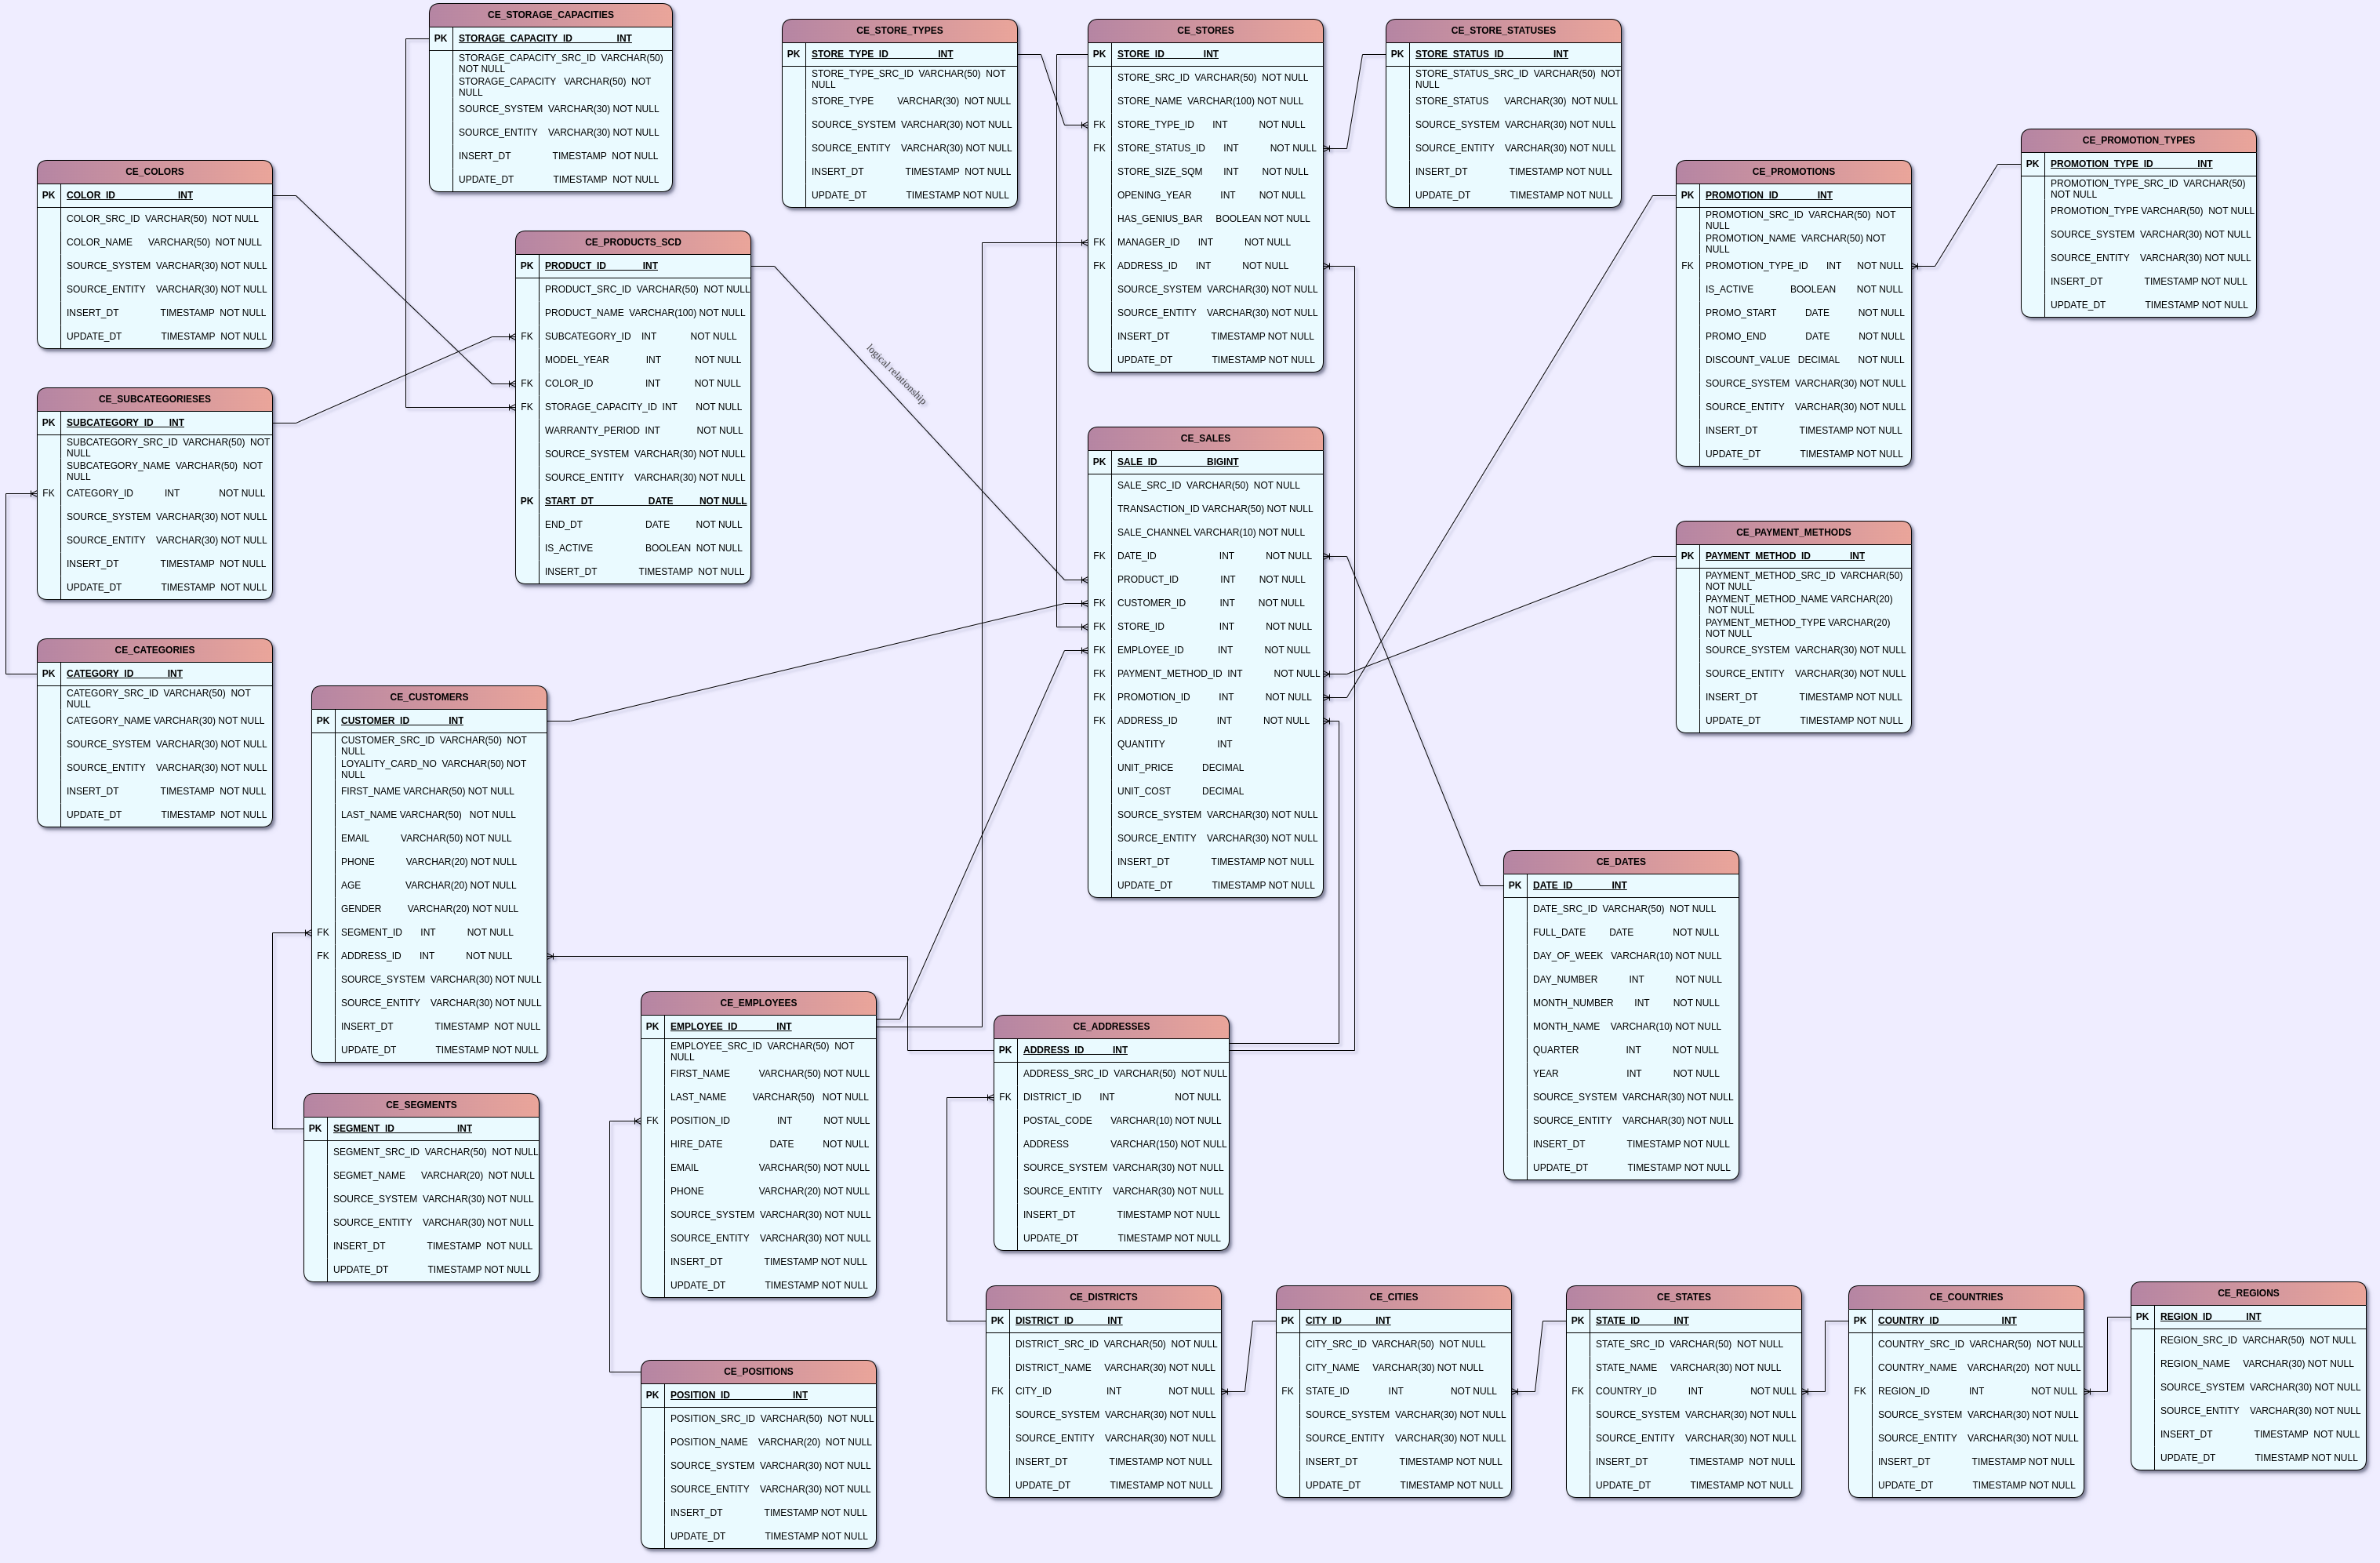 CE_STORAGE_CAPACITIES
PK STORAGE_CAPACITY_ID INT
STORAGE_CAPACITY_SRC_ID VARCHAR(50)
NOT NULL
STORAGE_CAPACITY VARCHAR(50) NOT
NULL
SOURCE_SYSTEM VARCHAR(30) NOT NULL
SOURCE_ENTITY VARCHAR(30) NOT NULL
INSERT_DT TIMESTAMP NOT NULL
UPDATE_DT TIMESTAMP NOT NULL
CE_STORE_TYPES
PK STORE_TYPE_ID INT
STORE_TYPE_SRC_ID VARCHAR(50) NOT
NULL
STORE_TYPE VARCHAR(30) NOT NULL
SOURCE_SYSTEM VARCHAR(30) NOT NULL
SOURCE_ENTITY VARCHAR(30) NOT NULL
INSERT_DT TIMESTAMP NOT NULL
UPDATE_DT TIMESTAMP NOT NULL
CE_STORES
PK STORE_ID INT
STORE_SRC_ID VARCHAR(50) NOT NULL
STORE_NAME VARCHAR(100) NOT NULL
FK STORE_TYPE_ID INT NOT NULL
FK STORE_STATUS_ID INT NOT NULL
STORE_SIZE_SQM INT NOT NULL
OPENING_YEAR INT NOT NULL
HAS_GENIUS_BAR BOOLEAN NOT NULL
FK MANAGER_ID INT NOT NULL
FK ADDRESS_ID INT NOT NULL
SOURCE_SYSTEM VARCHAR(30) NOT NULL
SOURCE_ENTITY VARCHAR(30) NOT NULL
INSERT_DT TIMESTAMP NOT NULL
UPDATE_DT TIMESTAMP NOT NULL
CE_STORE_STATUSES
PK STORE_STATUS_ID INT
STORE_STATUS_SRC_ID VARCHAR(50) NOT
NULL
STORE_STATUS VARCHAR(30) NOT NULL
SOURCE_SYSTEM VARCHAR(30) NOT NULL
SOURCE_ENTITY VARCHAR(30) NOT NULL
INSERT_DT TIMESTAMP NOT NULL
UPDATE_DT TIMESTAMP NOT NULL
CE_PROMOTIONS
PK PROMOTION_ID INT
PROMOTION_SRC_ID VARCHAR(50) NOT
NULL
PROMOTION_NAME VARCHAR(50) NOT
NULL
FK PROMOTION_TYPE_ID INT NOT NULL
IS_ACTIVE BOOLEAN NOT NULL
PROMO_START DATE NOT NULL
PROMO_END DATE NOT NULL
DISCOUNT_VALUE DECIMAL NOT NULL
SOURCE_SYSTEM VARCHAR(30) NOT NULL
SOURCE_ENTITY VARCHAR(30) NOT NULL
INSERT_DT TIMESTAMP NOT NULL
UPDATE_DT TIMESTAMP NOT NULL
CE_PROMOTION_TYPES
PK PROMOTION_TYPE_ID INT
PROMOTION_TYPE_SRC_ID VARCHAR(50)
NOT NULL
PROMOTION_TYPE VARCHAR(50) NOT NULL
SOURCE_SYSTEM VARCHAR(30) NOT NULL
SOURCE_ENTITY VARCHAR(30) NOT NULL
INSERT_DT TIMESTAMP NOT NULL
UPDATE_DT TIMESTAMP NOT NULL
CE_COLORS
PK COLOR_ID INT
COLOR_SRC_ID VARCHAR(50) NOT NULL
COLOR_NAME VARCHAR(50) NOT NULL
SOURCE_SYSTEM VARCHAR(30) NOT NULL
SOURCE_ENTITY VARCHAR(30) NOT NULL
INSERT_DT TIMESTAMP NOT NULL
UPDATE_DT TIMESTAMP NOT NULL
CE_PRODUCTS_SCD
PK PRODUCT_ID INT
PRODUCT_SRC_ID VARCHAR(50) NOT NULL
PRODUCT_NAME VARCHAR(100) NOT NULL
FK SUBCATEGORY_ID INT NOT NULL
MODEL_YEAR INT NOT NULL
FK COLOR_ID INT NOT NULL
FK STORAGE_CAPACITY_ID INT NOT NULL
WARRANTY_PERIOD INT NOT NULL
SOURCE_SYSTEM VARCHAR(30) NOT NULL
SOURCE_ENTITY VARCHAR(30) NOT NULL
PK START_DT DATE NOT NULL
END_DT DATE NOT NULL
IS_ACTIVE BOOLEAN NOT NULL
INSERT_DT TIMESTAMP NOT NULL
logical relationship
CE_SUBCATEGORIESES
PK SUBCATEGORY_ID INT
SUBCATEGORY_SRC_ID VARCHAR(50) NOT
NULL
SUBCATEGORY_NAME VARCHAR(50) NOT
NULL
FK CATEGORY_ID INT NOT NULL
SOURCE_SYSTEM VARCHAR(30) NOT NULL
SOURCE_ENTITY VARCHAR(30) NOT NULL
INSERT_DT TIMESTAMP NOT NULL
UPDATE_DT TIMESTAMP NOT NULL
CE_SALES
PK SALE_ID BIGINT
SALE_SRC_ID VARCHAR(50) NOT NULL
TRANSACTION_ID VARCHAR(50) NOT NULL
SALE_CHANNEL VARCHAR(10) NOT NULL
FK DATE_ID INT NOT NULL
PRODUCT_ID INT NOT NULL
FK CUSTOMER_ID INT NOT NULL
FK STORE_ID INT NOT NULL
FK EMPLOYEE_ID INT NOT NULL
FK PAYMENT_METHOD_ID INT NOT NULL
FK PROMOTION_ID INT NOT NULL
FK ADDRESS_ID INT NOT NULL
QUANTITY INT
UNIT_PRICE DECIMAL
UNIT_COST DECIMAL
SOURCE_SYSTEM VARCHAR(30) NOT NULL
SOURCE_ENTITY VARCHAR(30) NOT NULL
INSERT_DT TIMESTAMP NOT NULL
UPDATE_DT TIMESTAMP NOT NULL
CE_PAYMENT_METHODS
PK PAYMENT_METHOD_ID INT
PAYMENT_METHOD_SRC_ID VARCHAR(50)
NOT NULL
PAYMENT_METHOD_NAME VARCHAR(20)
NOT NULL
PAYMENT_METHOD_TYPE VARCHAR(20)
NOT NULL
SOURCE_SYSTEM VARCHAR(30) NOT NULL
SOURCE_ENTITY VARCHAR(30) NOT NULL
INSERT_DT TIMESTAMP NOT NULL
UPDATE_DT TIMESTAMP NOT NULL
CE_CATEGORIES
PK CATEGORY_ID INT
CATEGORY_SRC_ID VARCHAR(50) NOT
NULL
CATEGORY_NAME VARCHAR(30) NOT NULL
SOURCE_SYSTEM VARCHAR(30) NOT NULL
SOURCE_ENTITY VARCHAR(30) NOT NULL
INSERT_DT TIMESTAMP NOT NULL
UPDATE_DT TIMESTAMP NOT NULL
CE_CUSTOMERS
PK CUSTOMER_ID INT
CUSTOMER_SRC_ID VARCHAR(50) NOT
NULL
LOYALITY_CARD_NO VARCHAR(50) NOT
NULL
FIRST_NAME VARCHAR(50) NOT NULL
LAST_NAME VARCHAR(50) NOT NULL
EMAIL VARCHAR(50) NOT NULL
PHONE VARCHAR(20) NOT NULL
AGE VARCHAR(20) NOT NULL
GENDER VARCHAR(20) NOT NULL
FK SEGMENT_ID INT NOT NULL
FK ADDRESS_ID INT NOT NULL
SOURCE_SYSTEM VARCHAR(30) NOT NULL
SOURCE_ENTITY VARCHAR(30) NOT NULL
INSERT_DT TIMESTAMP NOT NULL
UPDATE_DT TIMESTAMP NOT NULL
CE_DATES
PK DATE_ID INT
DATE_SRC_ID VARCHAR(50) NOT NULL
FULL_DATE DATE NOT NULL
DAY_OF_WEEK VARCHAR(10) NOT NULL
DAY_NUMBER INT NOT NULL
MONTH_NUMBER INT NOT NULL
MONTH_NAME VARCHAR(10) NOT NULL
QUARTER INT NOT NULL
YEAR INT NOT NULL
SOURCE_SYSTEM VARCHAR(30) NOT NULL
SOURCE_ENTITY VARCHAR(30) NOT NULL
INSERT_DT TIMESTAMP NOT NULL
UPDATE_DT TIMESTAMP NOT NULL
CE_EMPLOYEES
PK EMPLOYEE_ID INT
EMPLOYEE_SRC_ID VARCHAR(50) NOT
NULL
FIRST_NAME VARCHAR(50) NOT NULL
LAST_NAME VARCHAR(50) NOT NULL
FK POSITION_ID INT NOT NULL
HIRE_DATE DATE NOT NULL
EMAIL VARCHAR(50) NOT NULL
PHONE VARCHAR(20) NOT NULL
SOURCE_SYSTEM VARCHAR(30) NOT NULL
SOURCE_ENTITY VARCHAR(30) NOT NULL
INSERT_DT TIMESTAMP NOT NULL
UPDATE_DT TIMESTAMP NOT NULL
CE_ADDRESSES
PK ADDRESS_ID INT
ADDRESS_SRC_ID VARCHAR(50) NOT NULL
FK DISTRICT_ID INT NOT NULL
POSTAL_CODE VARCHAR(10) NOT NULL
ADDRESS VARCHAR(150) NOT NULL
SOURCE_SYSTEM VARCHAR(30) NOT NULL
SOURCE_ENTITY VARCHAR(30) NOT NULL
INSERT_DT TIMESTAMP NOT NULL
UPDATE_DT TIMESTAMP NOT NULL
CE_SEGMENTS
PK SEGMENT_ID INT
SEGMENT_SRC_ID VARCHAR(50) NOT NULL
SEGMET_NAME VARCHAR(20) NOT NULL
SOURCE_SYSTEM VARCHAR(30) NOT NULL
SOURCE_ENTITY VARCHAR(30) NOT NULL
INSERT_DT TIMESTAMP NOT NULL
UPDATE_DT TIMESTAMP NOT NULL
CE_POSITIONS
PK POSITION_ID INT
POSITION_SRC_ID VARCHAR(50) NOT NULL
POSITION_NAME VARCHAR(20) NOT NULL
SOURCE_SYSTEM VARCHAR(30) NOT NULL
SOURCE_ENTITY VARCHAR(30) NOT NULL
INSERT_DT TIMESTAMP NOT NULL
UPDATE_DT TIMESTAMP NOT NULL
CE_DISTRICTS
PK DISTRICT_ID INT
DISTRICT_SRC_ID VARCHAR(50) NOT NULL
DISTRICT_NAME VARCHAR(30) NOT NULL
FK CITY_ID INT NOT NULL
SOURCE_SYSTEM VARCHAR(30) NOT NULL
SOURCE_ENTITY VARCHAR(30) NOT NULL
INSERT_DT TIMESTAMP NOT NULL
UPDATE_DT TIMESTAMP NOT NULL
CE_CITIES
PK CITY_ID INT
CITY_SRC_ID VARCHAR(50) NOT NULL
CITY_NAME VARCHAR(30) NOT NULL
FK STATE_ID INT NOT NULL
SOURCE_SYSTEM VARCHAR(30) NOT NULL
SOURCE_ENTITY VARCHAR(30) NOT NULL
INSERT_DT TIMESTAMP NOT NULL
UPDATE_DT TIMESTAMP NOT NULL
CE_STATES
PK STATE_ID INT
STATE_SRC_ID VARCHAR(50) NOT NULL
STATE_NAME VARCHAR(30) NOT NULL
FK COUNTRY_ID INT NOT NULL
SOURCE_SYSTEM VARCHAR(30) NOT NULL
SOURCE_ENTITY VARCHAR(30) NOT NULL
INSERT_DT TIMESTAMP NOT NULL
UPDATE_DT TIMESTAMP NOT NULL
CE_COUNTRIES
PK COUNTRY_ID INT
COUNTRY_SRC_ID VARCHAR(50) NOT NULL
COUNTRY_NAME VARCHAR(20) NOT NULL
FK REGION_ID INT NOT NULL
SOURCE_SYSTEM VARCHAR(30) NOT NULL
SOURCE_ENTITY VARCHAR(30) NOT NULL
INSERT_DT TIMESTAMP NOT NULL
UPDATE_DT TIMESTAMP NOT NULL
CE_REGIONS
PK REGION_ID INT
REGION_SRC_ID VARCHAR(50) NOT NULL
REGION_NAME VARCHAR(30) NOT NULL
SOURCE_SYSTEM VARCHAR(30) NOT NULL
SOURCE_ENTITY VARCHAR(30) NOT NULL
INSERT_DT TIMESTAMP NOT NULL
UPDATE_DT TIMESTAMP NOT NULL